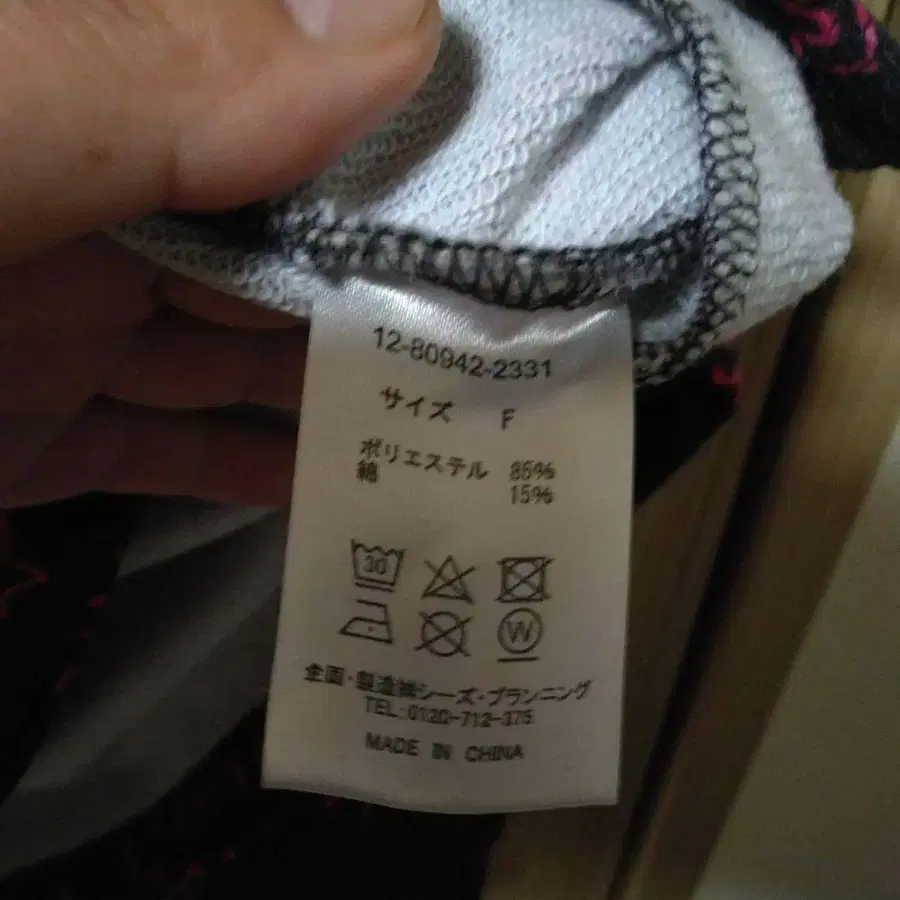 12-80942-2331
サイズ F
ポリエステル 85%
綿 15%
30
W
企画・製造㈱シーズ・プランニング
TEL:0120-712-375
MADE IN CHINA